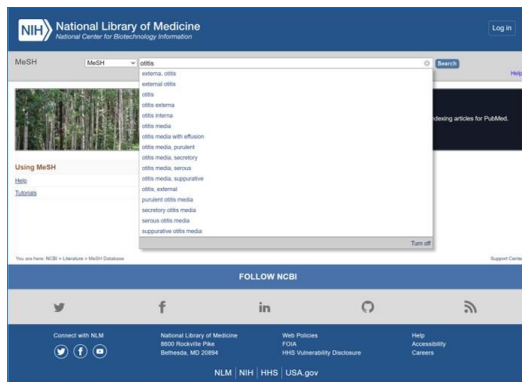 NIH National Library of Medicine
National Center for Biotechnology Information
Log in
MeSH MeSH otitis Search
Help
externa, otitis
external otitis
otitis
otitis externa
otitis interna
otitis media
otitis media with effusion
otitis media, purulent
otitis media, secretory
otitis media, serous
otitis media, suppurative
otitis, external
purulent otitis media
secretory otitis media
serous otitis media
suppurative otitis media
Turn off
indexing articles for PubMed.
Using MeSH
Help
Tutorials
You are here: NCBI > Literature > MeSH Database
Support Center
FOLLOW NCBI
Connect with NLM
National Library of Medicine
8600 Rockville Pike
Bethesda, MD 20894
Web Policies
FOIA
HHS Vulnerability Disclosure
Help
Accessibility
Careers
NLM | NIH | HHS | USA.gov